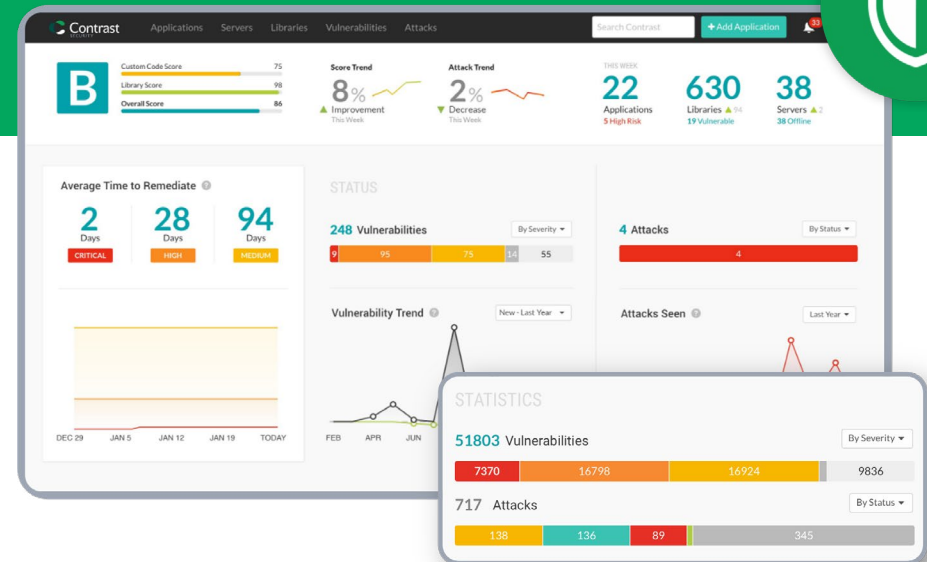 Contrast
SECURITY
Applications Servers Libraries Vulnerabilities Attacks
Search Contrast
+ Add Application
33
B
Custom Code Score 75
Library Score 98
Overall Score 86
Score Trend
8%
▲ Improvement
This Week
Attack Trend
2%
▼ Decrease
This Week
THIS WEEK
22
Applications
5 High Risk
630
Libraries ▲ 94
19 Vulnerable
38
Servers ▲ 2
38 Offline
Average Time to Remediate ?
2 28 94
Days Days Days
CRITICAL HIGH MEDIUM
DEC 29 JAN 5 JAN 12 JAN 19 TODAY
STATUS
248 Vulnerabilities
By Severity
9 95 75 14 55
Vulnerability Trend ?
New - Last Year
FEB APR JUN
4 Attacks
By Status
4
Attacks Seen ?
Last Year
STATISTICS
51803 Vulnerabilities
By Severity
7370 16798 16924 9836
717 Attacks
By Status
138 136 89 345